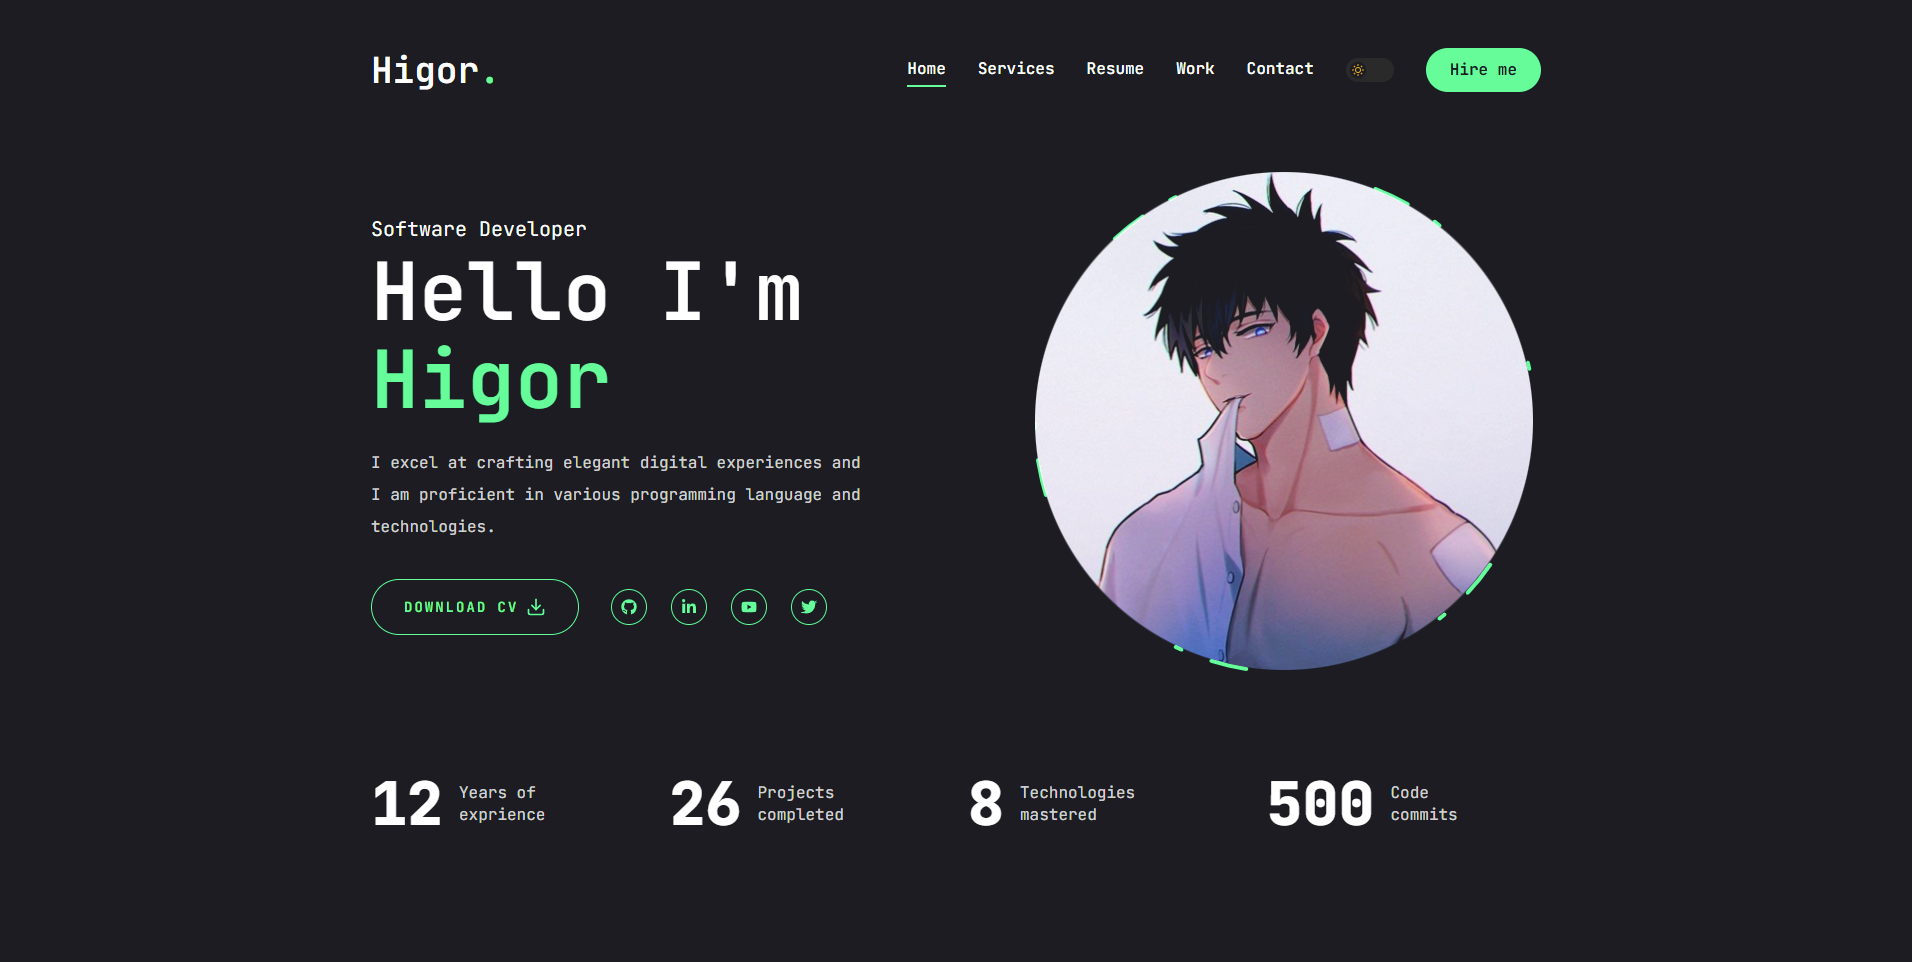 Higor.
Home Services Resume Work Contact Hire me
Software Developer
Hello I'm
Higor
I excel at crafting elegant digital experiences and
I am proficient in various programming language and
technologies.
DOWNLOAD CV
12 Years of
exprience
26 Projects
completed
8 Technologies
mastered
500 Code
commits